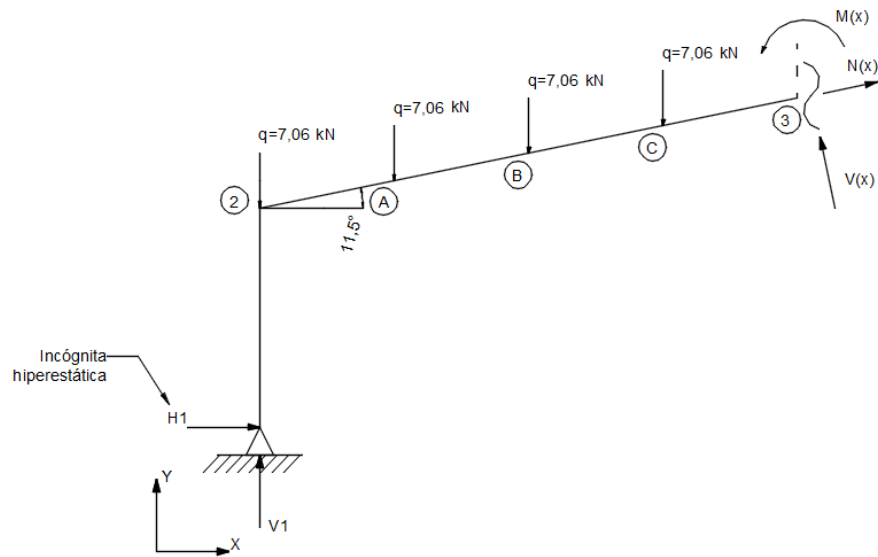 M(x)
q=7,06 kN
N(x)
q=7,06 kN
q=7,06 kN
q=7,06 kN
3
C
V(x)
B
2
A
11,5°
Incógnita
hiperestática
H1
Y
V1
X